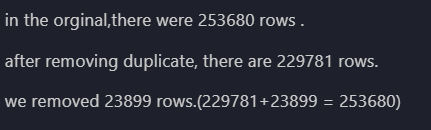 in the orginal,there were 253680 rows .
after removing duplicate, there are 229781 rows.
we removed 23899 rows.(229781+23899 = 253680)